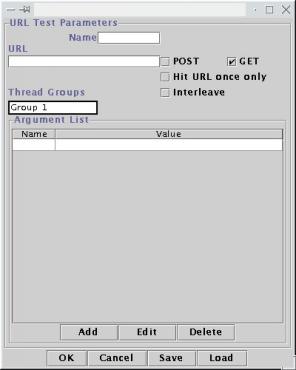 URL Test Parameters
Name
URL
POST GET
Hit URL once only
Thread Groups Interleave
Group 1
Argument List
Name Value
Add Edit Delete
OK Cancel Save Load